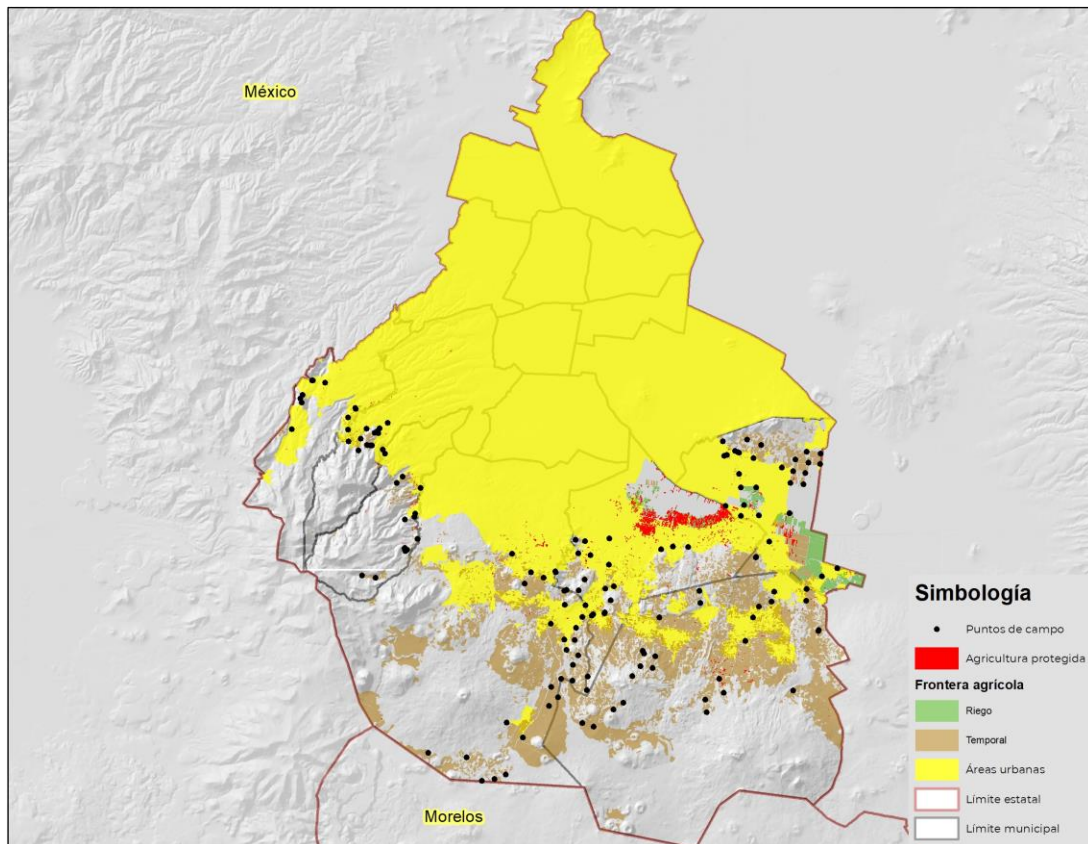 México
Morelos
Simbología
Puntos de campo
Agricultura protegida
Frontera agrícola
Riego
Temporal
Áreas urbanas
Límite estatal
Límite municipal